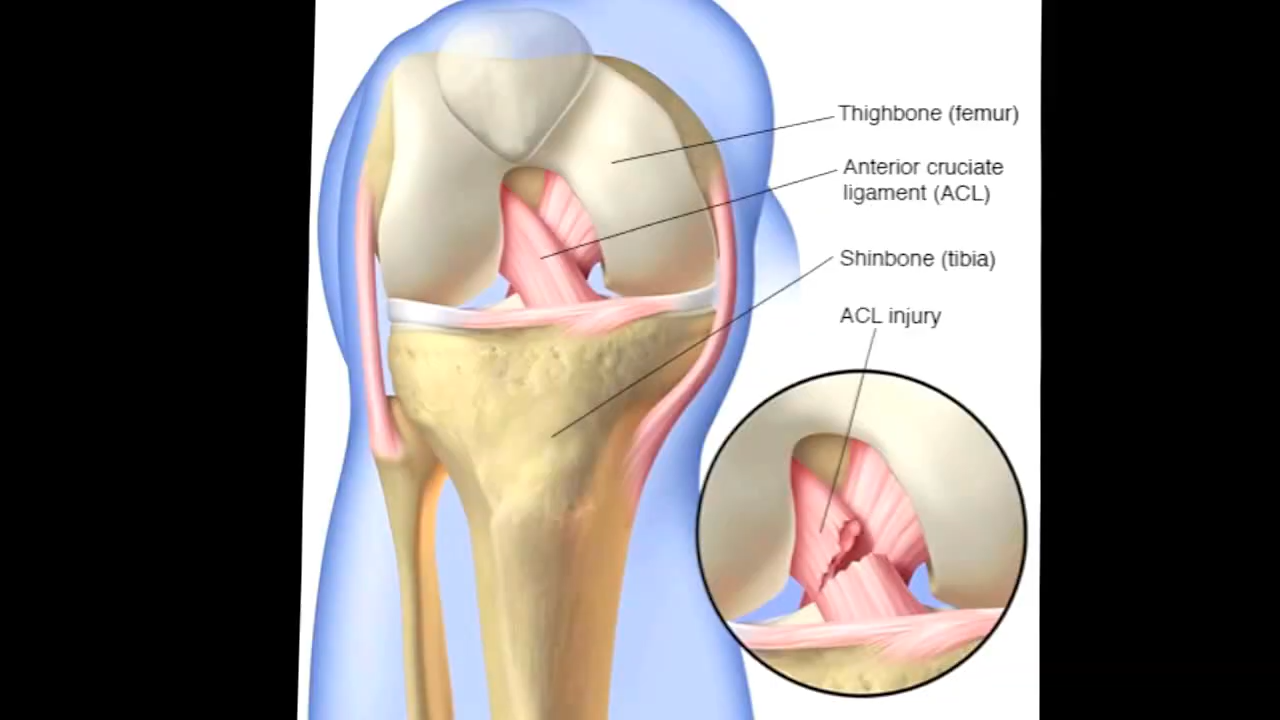 Thighbone (femur)
Anterior cruciate
ligament (ACL)
Shinbone (tibia)
ACL injury